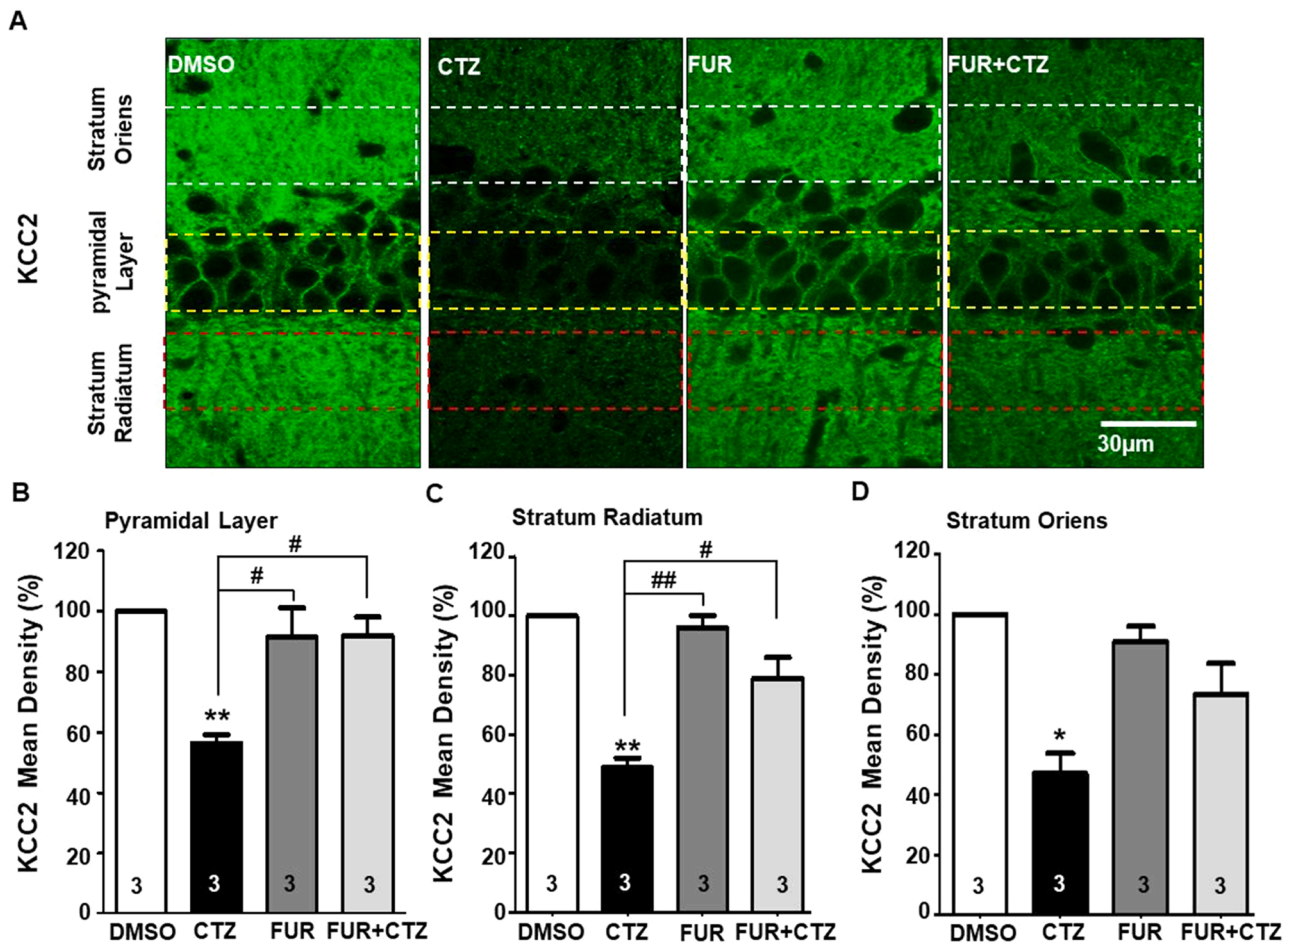 A
DMSO
CTZ
FUR
FUR+CTZ
KCC2
Stratum
Oriens
pyramidal
Layer
Stratum
Radiatum
30μm
B
Pyramidal Layer
KCC2 Mean Density (%)
120
100
80
60
40
20
0
#
#
**
3
3
3
3
DMSO
CTZ
FUR
FUR+CTZ
C
Stratum Radiatum
KCC2 Mean Density (%)
120
100
80
60
40
20
0
#
##
**
3
3
3
3
DMSO
CTZ
FUR
FUR+CTZ
D
Stratum Oriens
KCC2 Mean Density (%)
120
100
80
60
40
20
0
*
3
3
3
3
DMSO
CTZ
FUR
FUR+CTZ